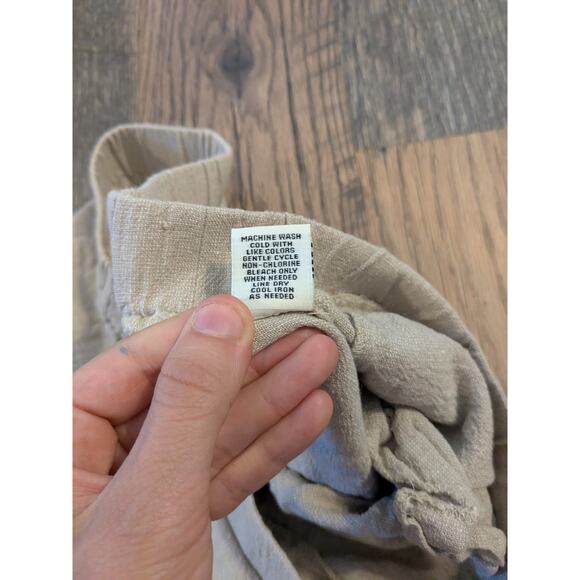 MACHINE WASH
COLD WITH
LIKE COLORS
GENTLE CYCLE
NON-CHLORINE
BLEACH ONLY
WHEN NEEDED
LINE DRY
COOL IRON
AS NEEDED